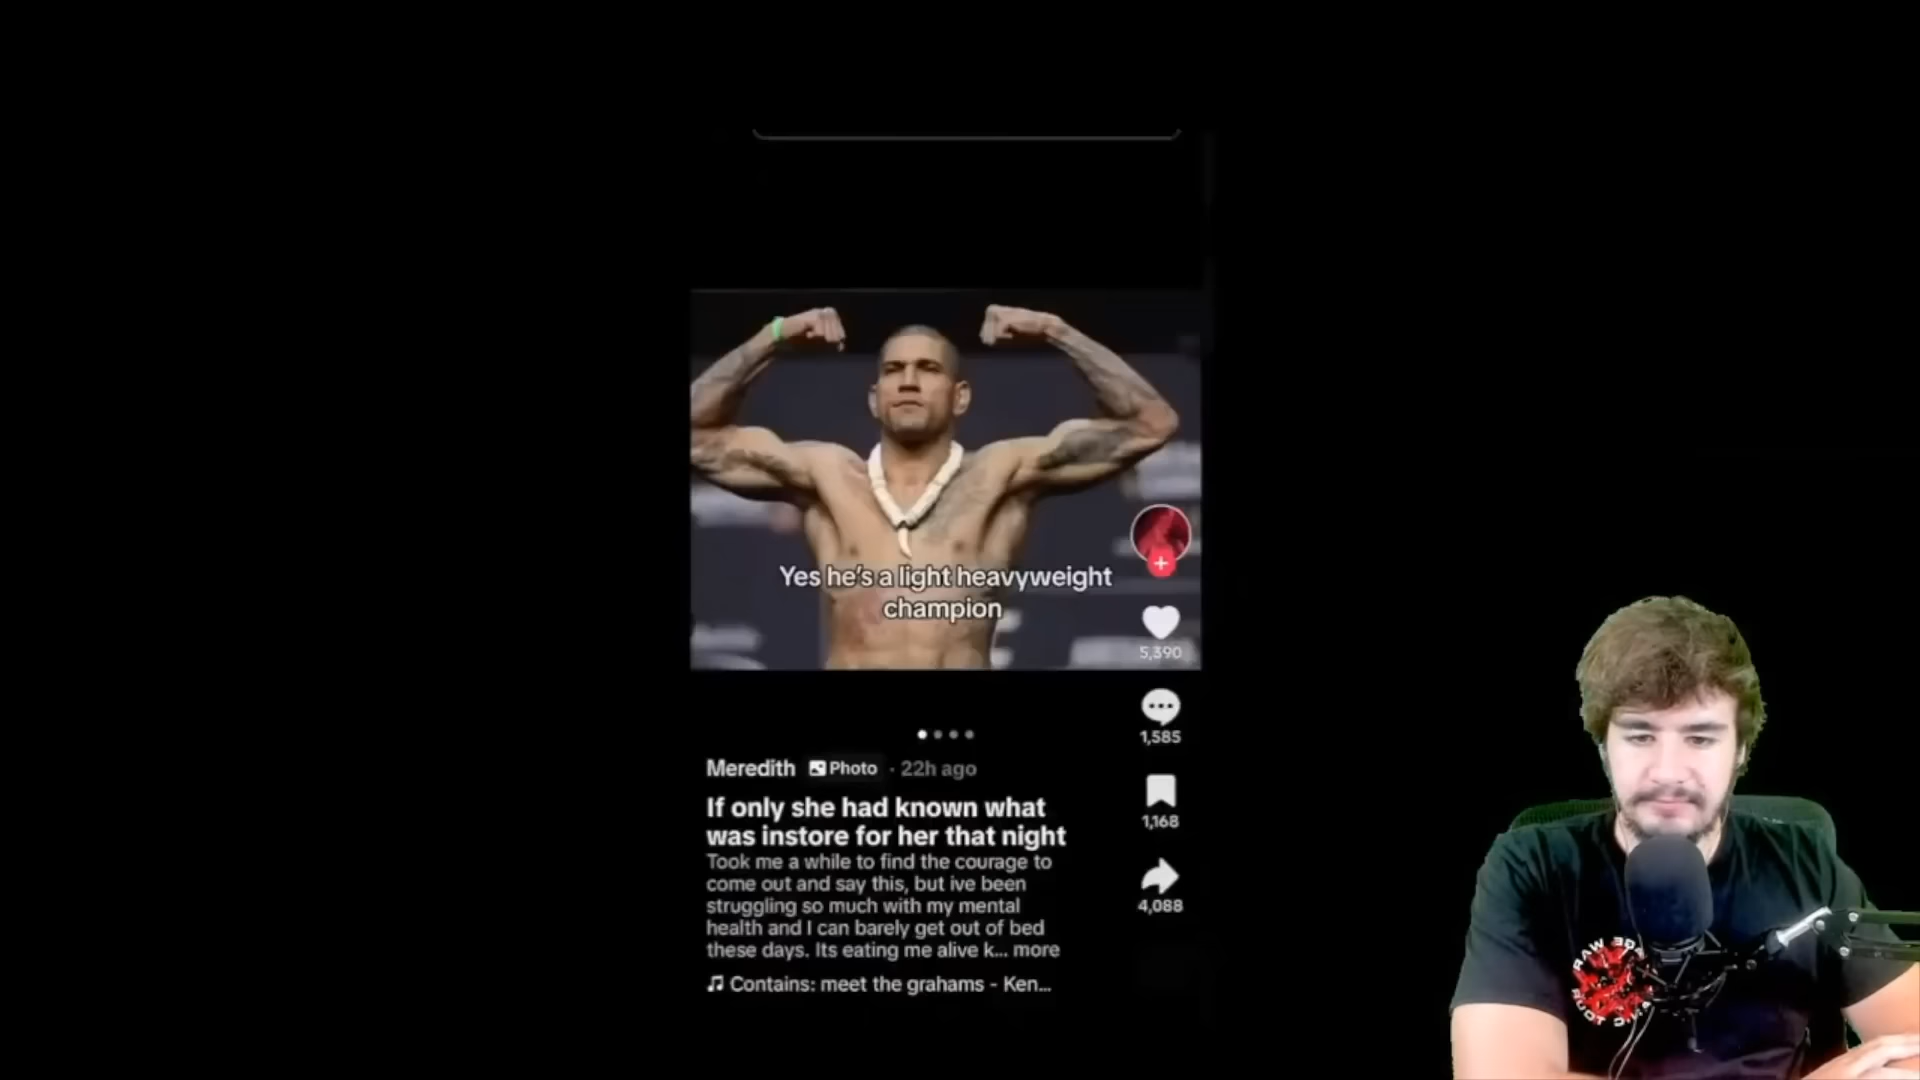 Yes he's a light heavyweight
champion
5,390
1,585
Meredith Photo · 22h ago
1,168
If only she had known what
was instore for her that night
Took me a while to find the courage to
come out and say this, but ive been
struggling so much with my mental
health and I can barely get out of bed
these days. Its eating me alive k... more
4,088
Contains: meet the grahams - Ken...